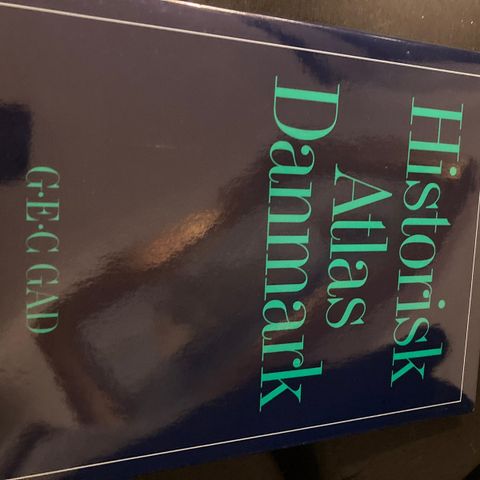 Historisk
Atlas
Danmark
G·E·C GAD